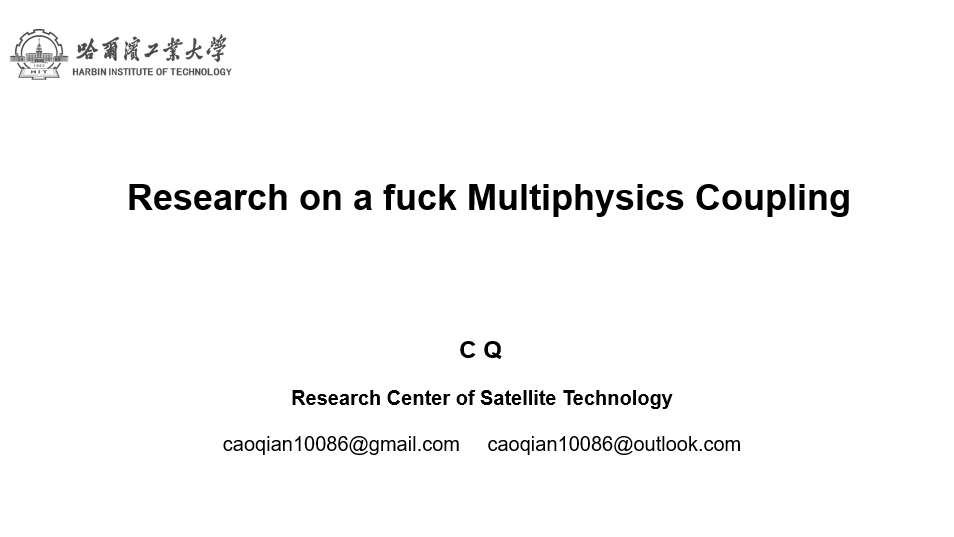 哈爾濱工業大學
HARBIN INSTITUTE OF TECHNOLOGY
1920
HIT
Research on a fuck Multiphysics Coupling
C Q
Research Center of Satellite Technology
caoqian10086@gmail.com caoqian10086@outlook.com